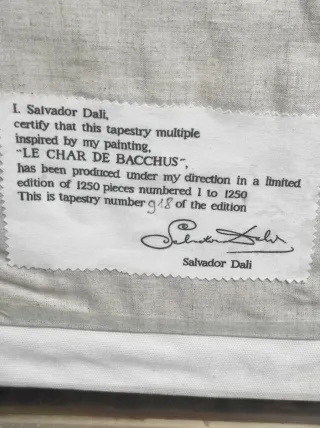 I. Salvador Dali,
certify that this tapestry multiple
inspired by my painting,
"LE CHAR DE BACCHUS",
has been produced under my direction in a limited
edition of 1250 pieces numbered 1 to 1250
This is tapestry number 918 of the edition
Salvador Dali
Salvador Dali